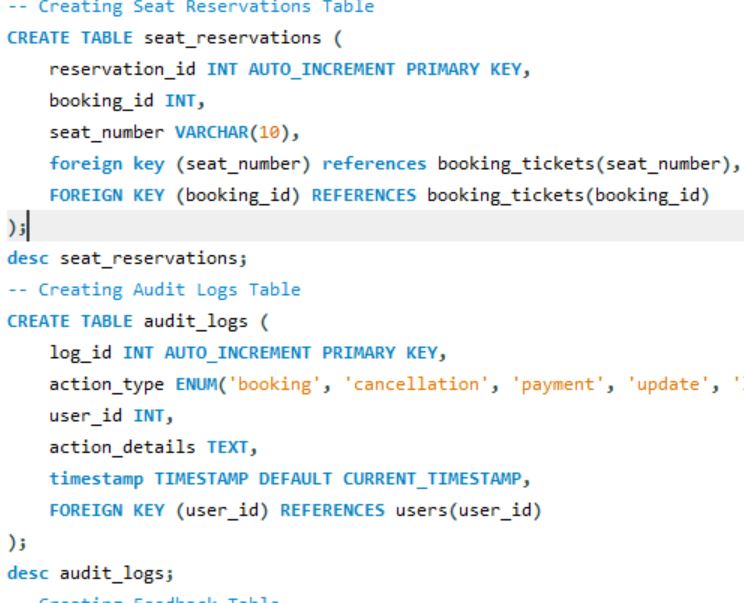 -- Creating Seat Reservations Table
CREATE TABLE seat_reservations (
reservation_id INT AUTO_INCREMENT PRIMARY KEY,
booking_id INT,
seat_number VARCHAR(10),
foreign key (seat_number) references booking_tickets(seat_number),
FOREIGN KEY (booking_id) REFERENCES booking_tickets(booking_id)
);
desc seat_reservations;
-- Creating Audit Logs Table
CREATE TABLE audit_logs (
log_id INT AUTO_INCREMENT PRIMARY KEY,
action_type ENUM('booking', 'cancellation', 'payment', 'update', '
user_id INT,
action_details TEXT,
timestamp TIMESTAMP DEFAULT CURRENT_TIMESTAMP,
FOREIGN KEY (user_id) REFERENCES users(user_id)
);
desc audit_logs;
-- Creating Feedback Table